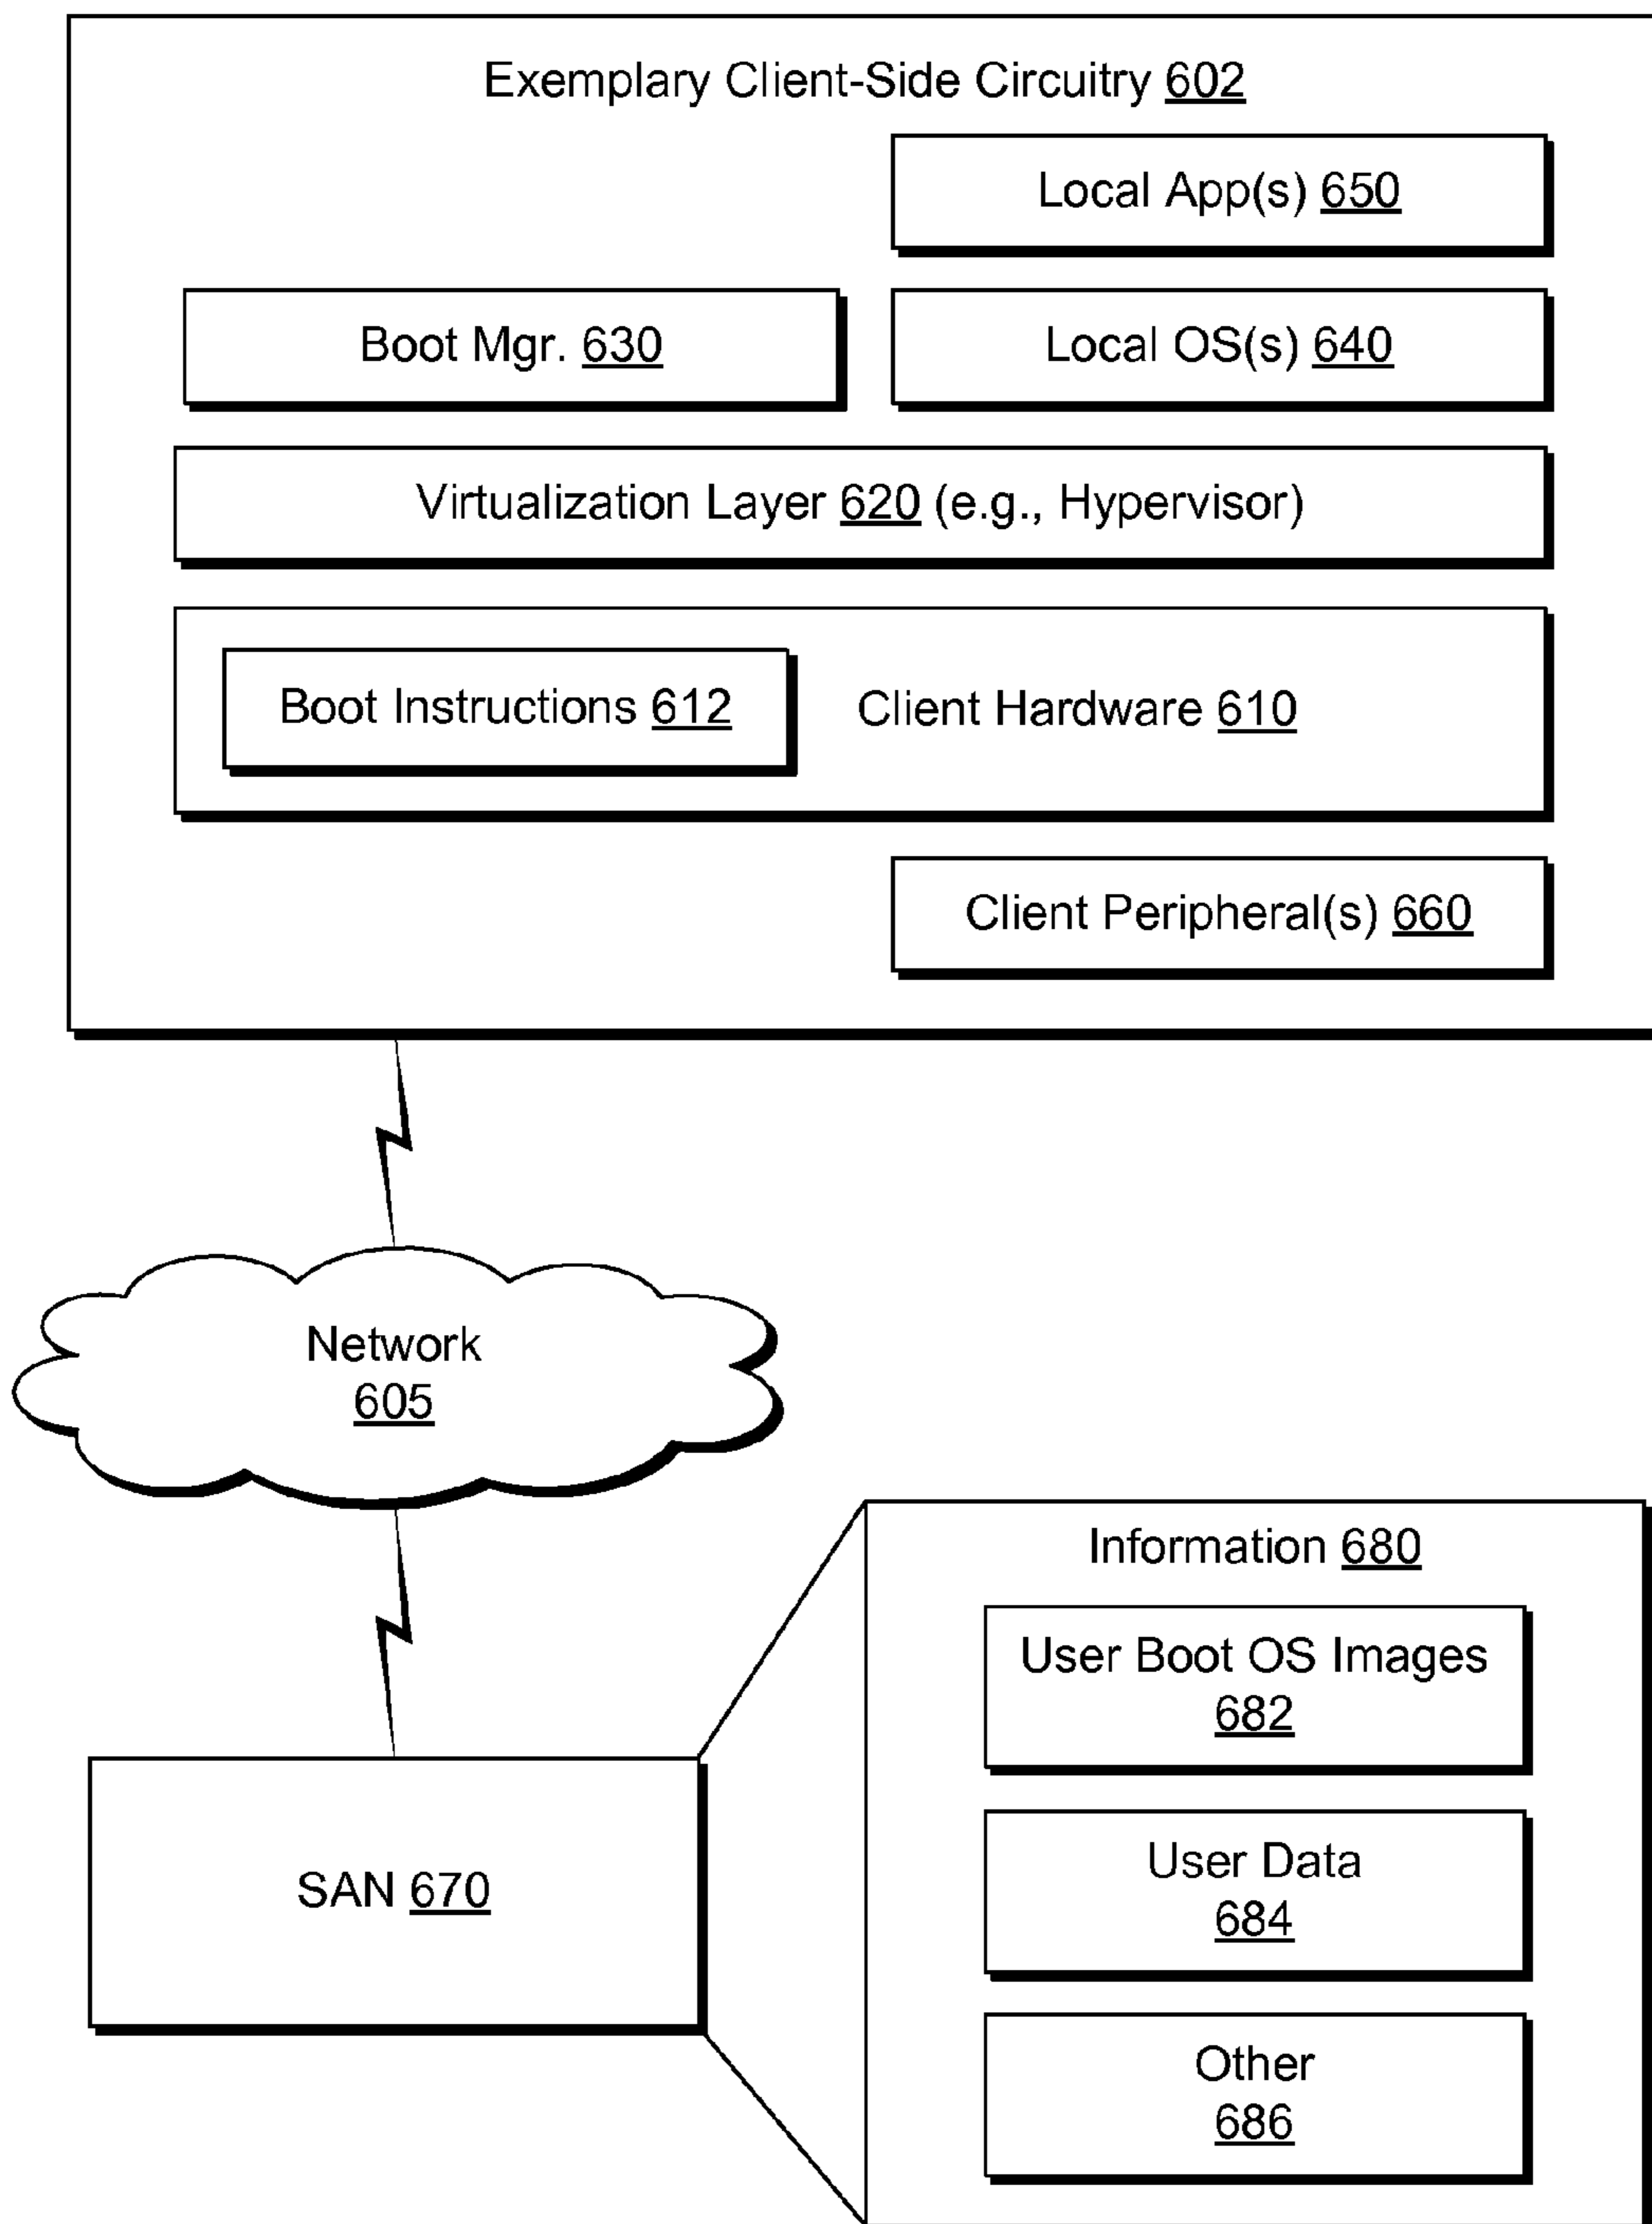 Exemplary Client-Side Circuitry 602
Local App(s) 650
Boot Mgr. 630
Local OS(s) 640
Virtualization Layer 620 (e.g., Hypervisor)
Boot Instructions 612
Client Hardware 610
Client Peripheral(s) 660
Network
605
Information 680
User Boot OS Images
682
SAN 670
User Data
684
Other
686